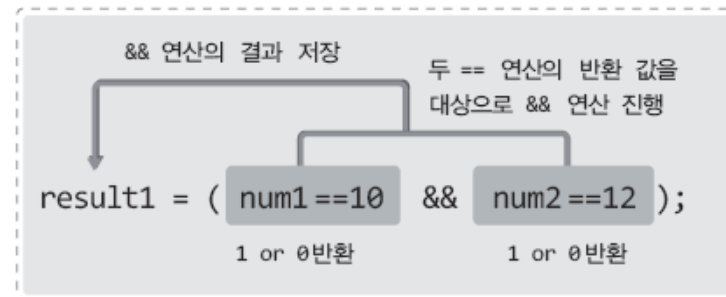 && 연산의 결과 저장
두 == 연산의 반환 값을
대상으로 && 연산 진행
result1 = ( num1==10 && num2==12 );
1 or 0반환 1 or 0반환